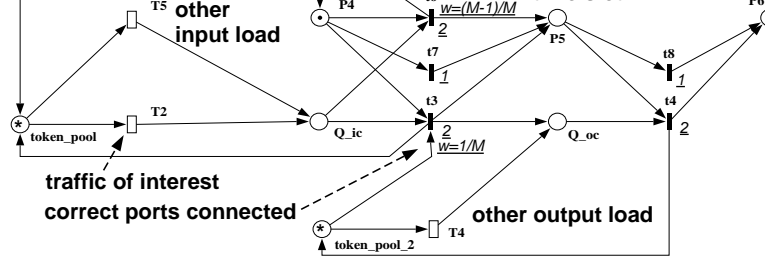 T5
other
input load
P4
w=(M-1)/M
2
P5
P6
t7
1
t8
1
*
token_pool
T2
Q_ic
t3
2
w=1/M
Q_oc
t4
2
traffic of interest
correct ports connected
*
token_pool_2
T4
other output load